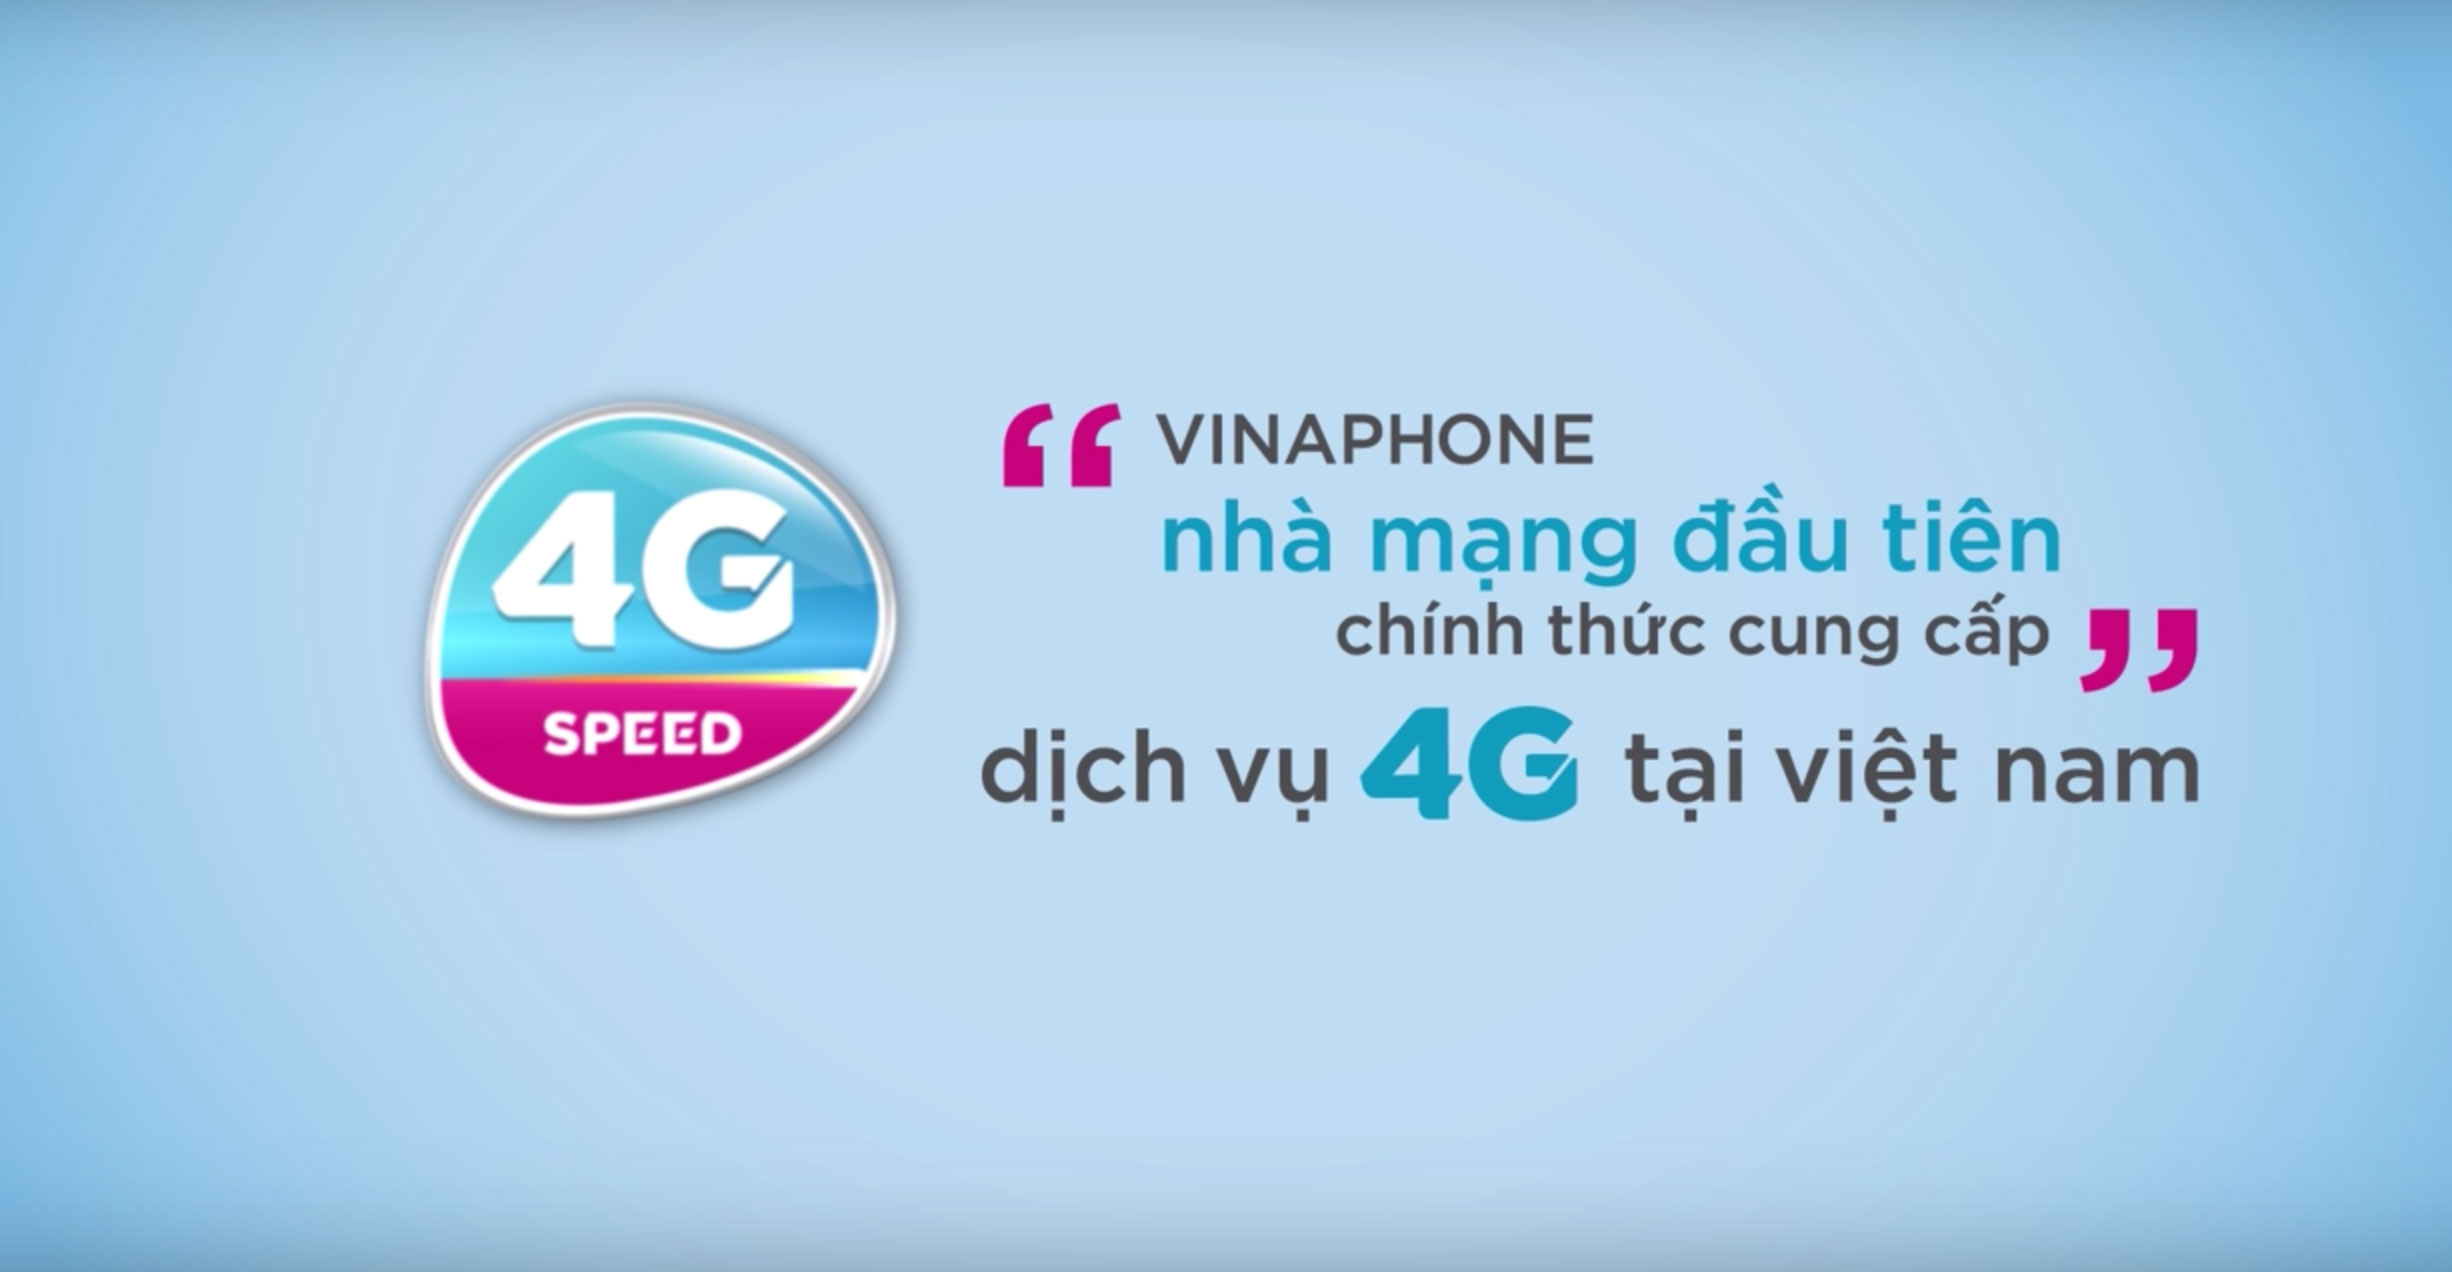 4G
SPEED
“ VINAPHONE
nhà mạng đầu tiên
chính thức cung cấp ”
dịch vụ 4G tại việt nam